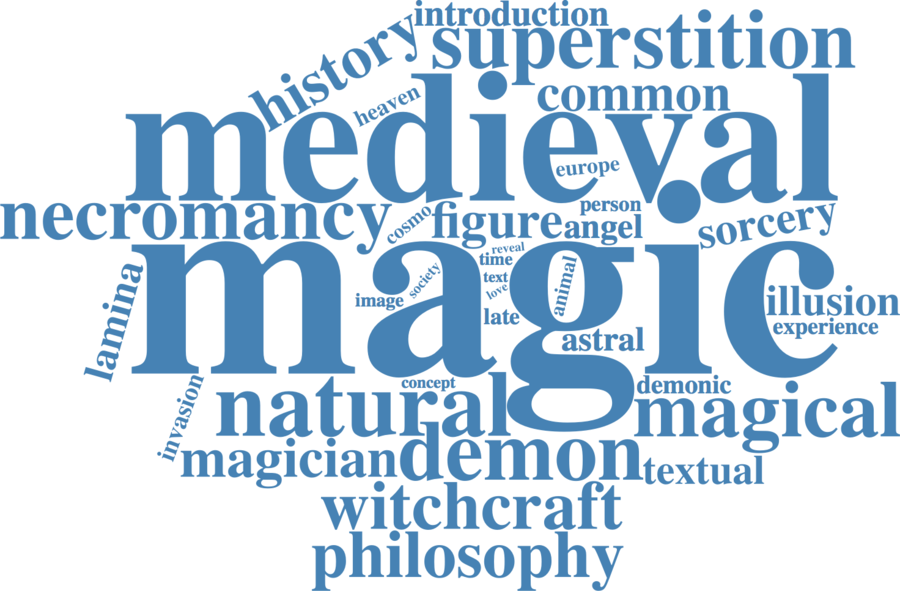 introduction
superstition
history
heaven
common
medieval
europe
necromancy
cosmo
figure
person
angel
sorcery
magic
reveal
time
society
text
love
animal
image
late
lamina
illusion
experience
astral
concept
demonic
invasion
natural
magical
magician
demon
textual
witchcraft
philosophy